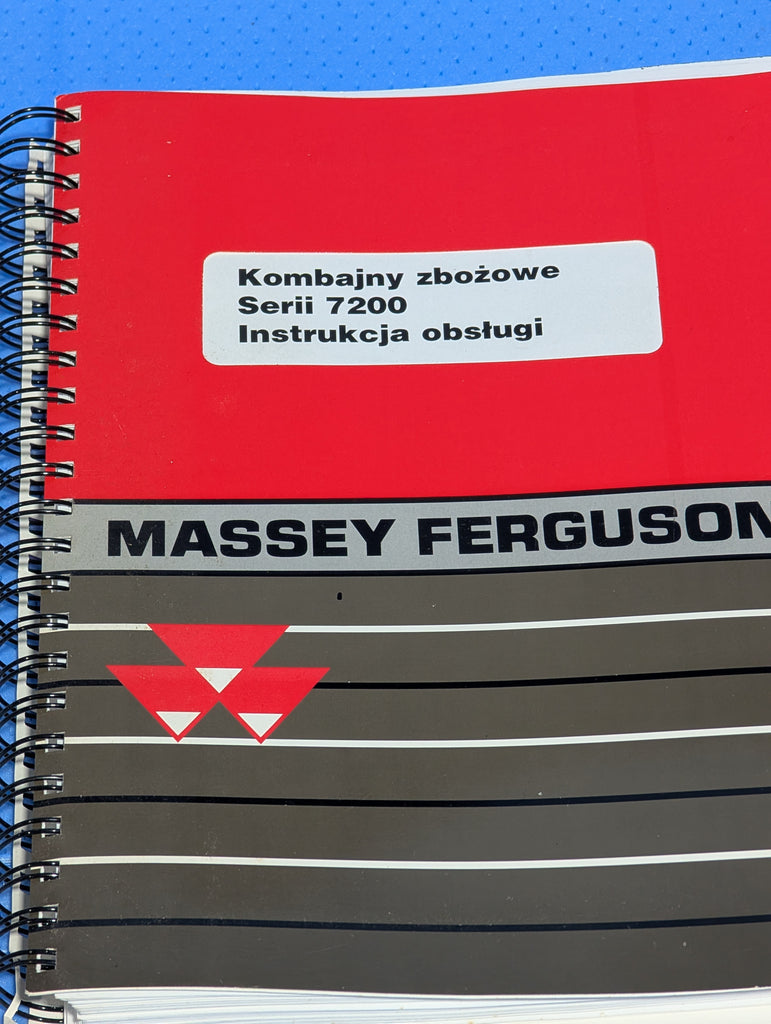 Kombajny zbożowe
Serii 7200
Instrukcja obsługi
MASSEY FERGUSON